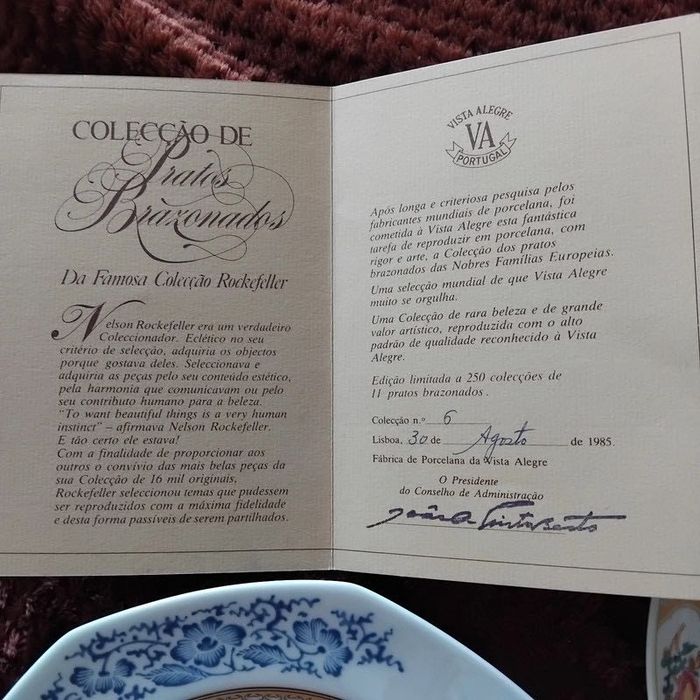 COLECÇÃO DE
Pratos
Brazonados
Da Famosa Colecção Rockefeller
Nelson Rockefeller era um verdadeiro
Coleccionador. Eclético no seu
critério de selecção, adquiria os objectos
porque gostava deles. Seleccionava e
adquiria as peças pelo seu conteúdo estético,
pela harmonia que comunicavam ou pelo
seu contributo humano para a beleza.
"To want beautiful things is a very human
instinct" – afirmava Nelson Rockefeller.
E tão certo ele estava!
Com a finalidade de proporcionar aos
outros o convívio das mais belas peças da
sua Colecção de 16 mil originais,
Rockefeller seleccionou temas que pudessem
ser reproduzidos com a máxima fidelidade
e desta forma passíveis de serem partilhados.
VISTA ALEGRE
VA
PORTUGAL
Após longa e criteriosa pesquisa pelos
fabricantes mundiais de porcelana, foi
cometida à Vista Alegre esta fantástica
tarefa de reproduzir em porcelana, com
rigor e arte, a Colecção dos pratos
brazonados das Nobres Famílias Europeias.
Uma selecção mundial de que Vista Alegre
muito se orgulha.
Uma Colecção de rara beleza e de grande
valor artístico, reproduzida com o alto
padrão de qualidade reconhecido à Vista
Alegre.
Edição limitada a 250 colecções de
11 pratos brazonados.
Colecção n.º 6
Lisboa, 30 de Agosto de 1985
Fábrica de Porcelana da Vista Alegre
O Presidente
do Conselho de Administração